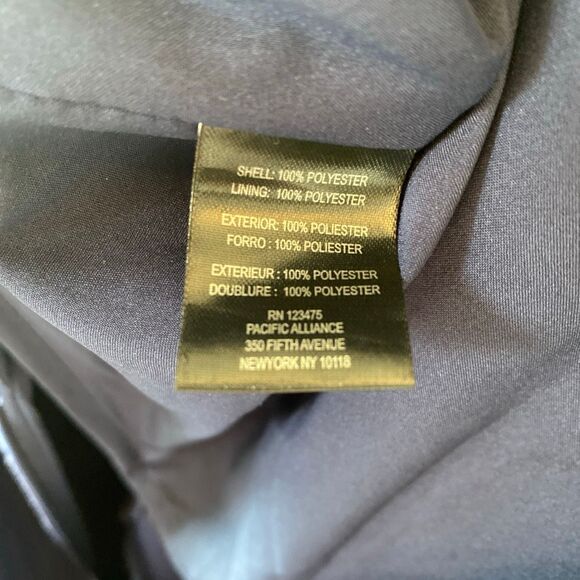 SHELL: 100% POLYESTER
LINING: 100% POLYESTER
EXTERIOR: 100% POLIESTER
FORRO : 100% POLIESTER
EXTERIEUR : 100% POLYESTER
DOUBLURE : 100% POLYESTER
RN 123475
PACIFIC ALLIANCE
350 FIFTH AVENUE
NEWYORK NY 10118